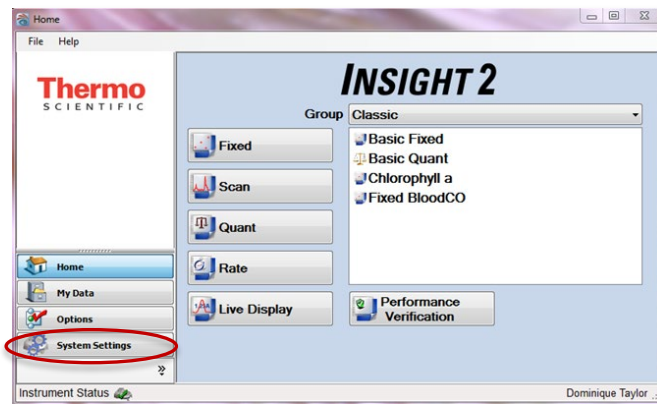 Home
File Help
Thermo
SCIENTIFIC
INSIGHT 2
Group Classic
Fixed
Scan
Quant
Rate
Live Display
Basic Fixed
Basic Quant
Chlorophyll a
Fixed BloodCO
Performance
Verification
Home
My Data
Options
System Settings
Instrument Status
Dominique Taylor